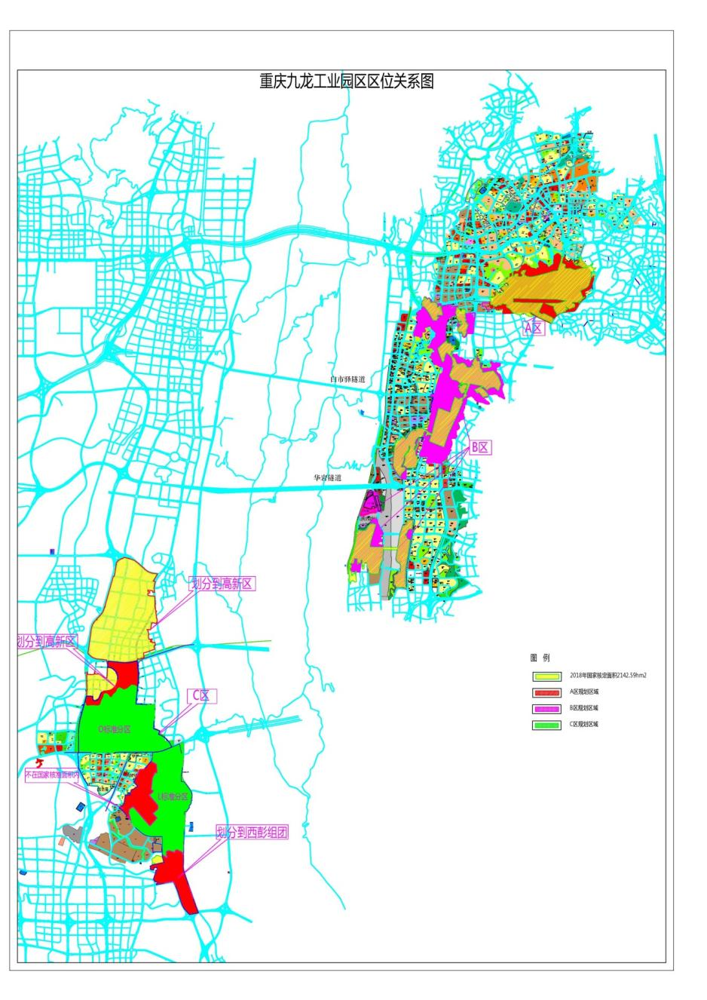 重庆九龙工业园区区位关系图
A区
白市驿隧道
B区
华岩隧道
划分到高新区
划分到高新区
C区
O标准分区
不在国家核准面积内
L标准分区
划分到西彭组团
图 例
2018年国家核定面积2142.59hm2
A区规划区域
B区规划区域
C区规划区域